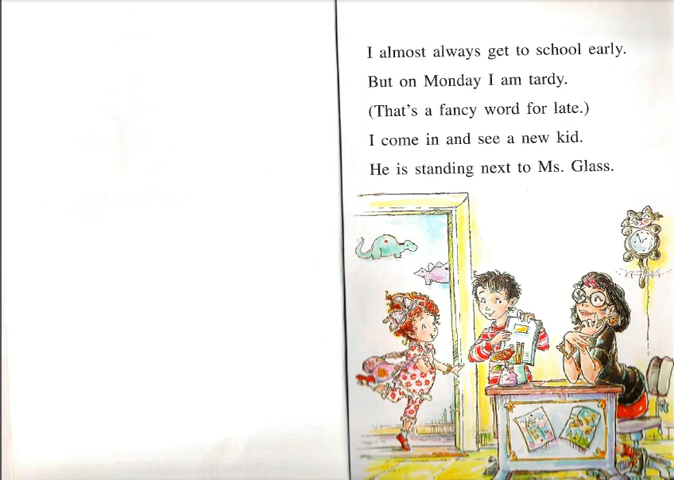 I almost always get to school early.
But on Monday I am tardy.
(That's a fancy word for late.)
I come in and see a new kid.
He is standing next to Ms. Glass.